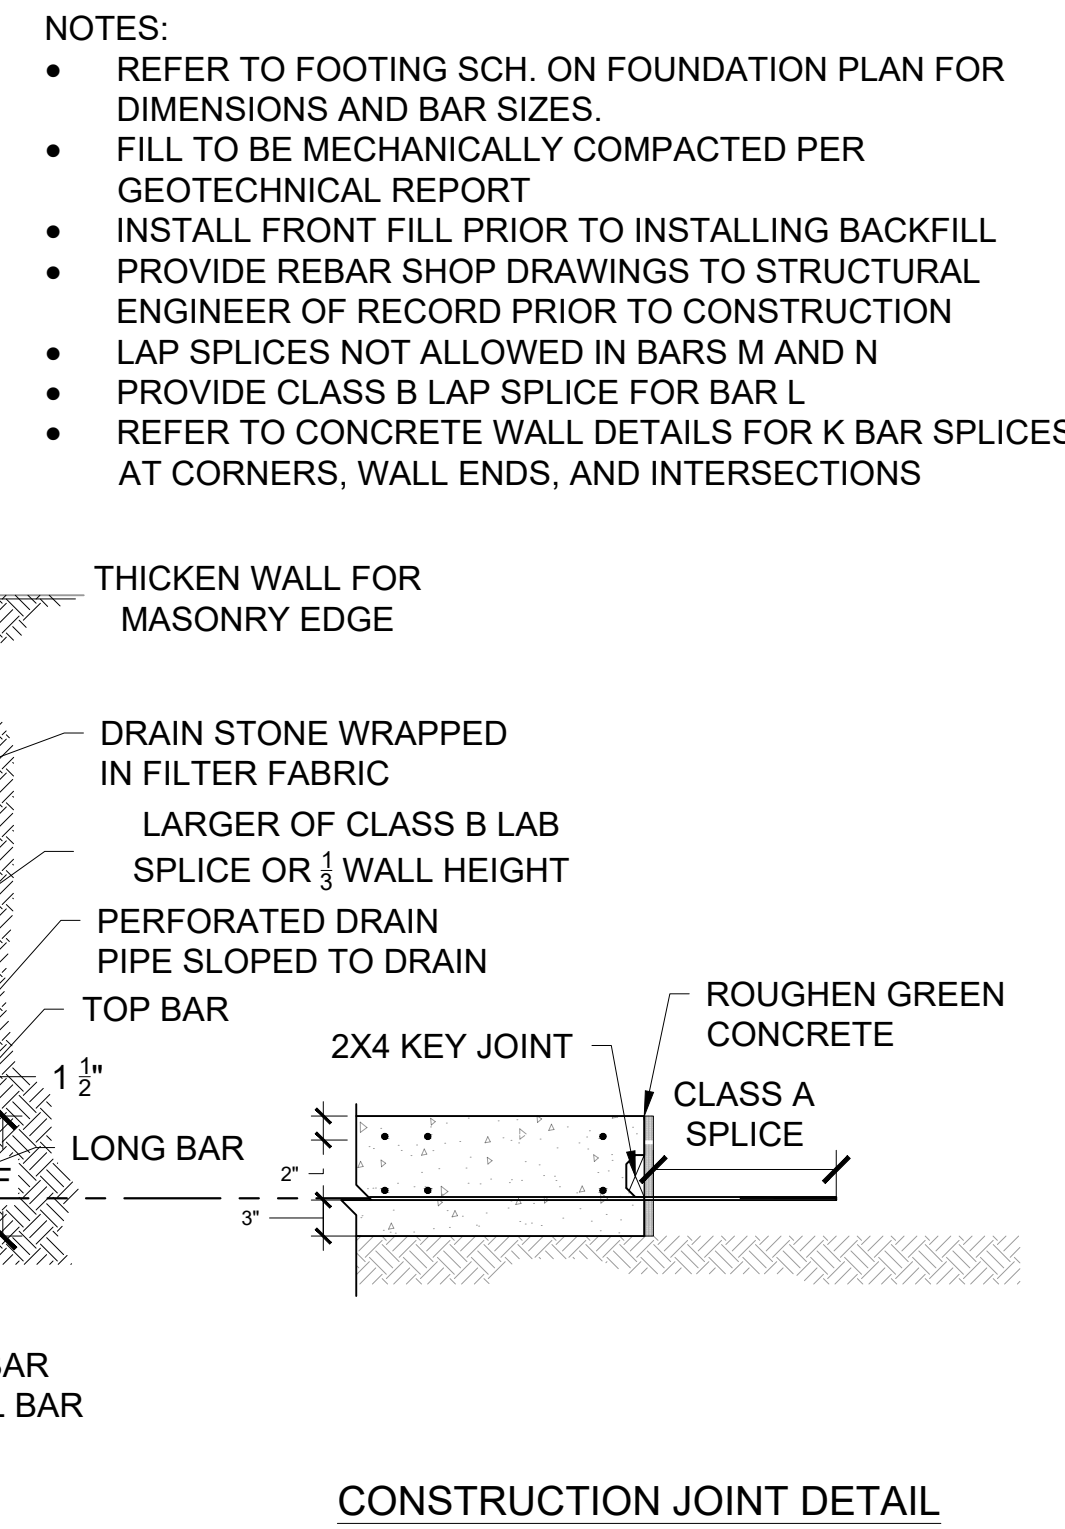 NOTES:
• REFER TO FOOTING SCH. ON FOUNDATION PLAN FOR
DIMENSIONS AND BAR SIZES.
• FILL TO BE MECHANICALLY COMPACTED PER
GEOTECHNICAL REPORT
• INSTALL FRONT FILL PRIOR TO INSTALLING BACKFILL
• PROVIDE REBAR SHOP DRAWINGS TO STRUCTURAL
ENGINEER OF RECORD PRIOR TO CONSTRUCTION
• LAP SPLICES NOT ALLOWED IN BARS M AND N
• PROVIDE CLASS B LAP SPLICE FOR BAR L
• REFER TO CONCRETE WALL DETAILS FOR K BAR SPLICES
AT CORNERS, WALL ENDS, AND INTERSECTIONS
THICKEN WALL FOR
MASONRY EDGE
DRAIN STONE WRAPPED
IN FILTER FABRIC
LARGER OF CLASS B LAB
SPLICE OR 1/3 WALL HEIGHT
PERFORATED DRAIN
PIPE SLOPED TO DRAIN
TOP BAR
1 1/2"
LONG BAR
ROUGHEN GREEN
CONCRETE
2X4 KEY JOINT
CLASS A
SPLICE
2"
3"
BAR
BAR
CONSTRUCTION JOINT DETAIL